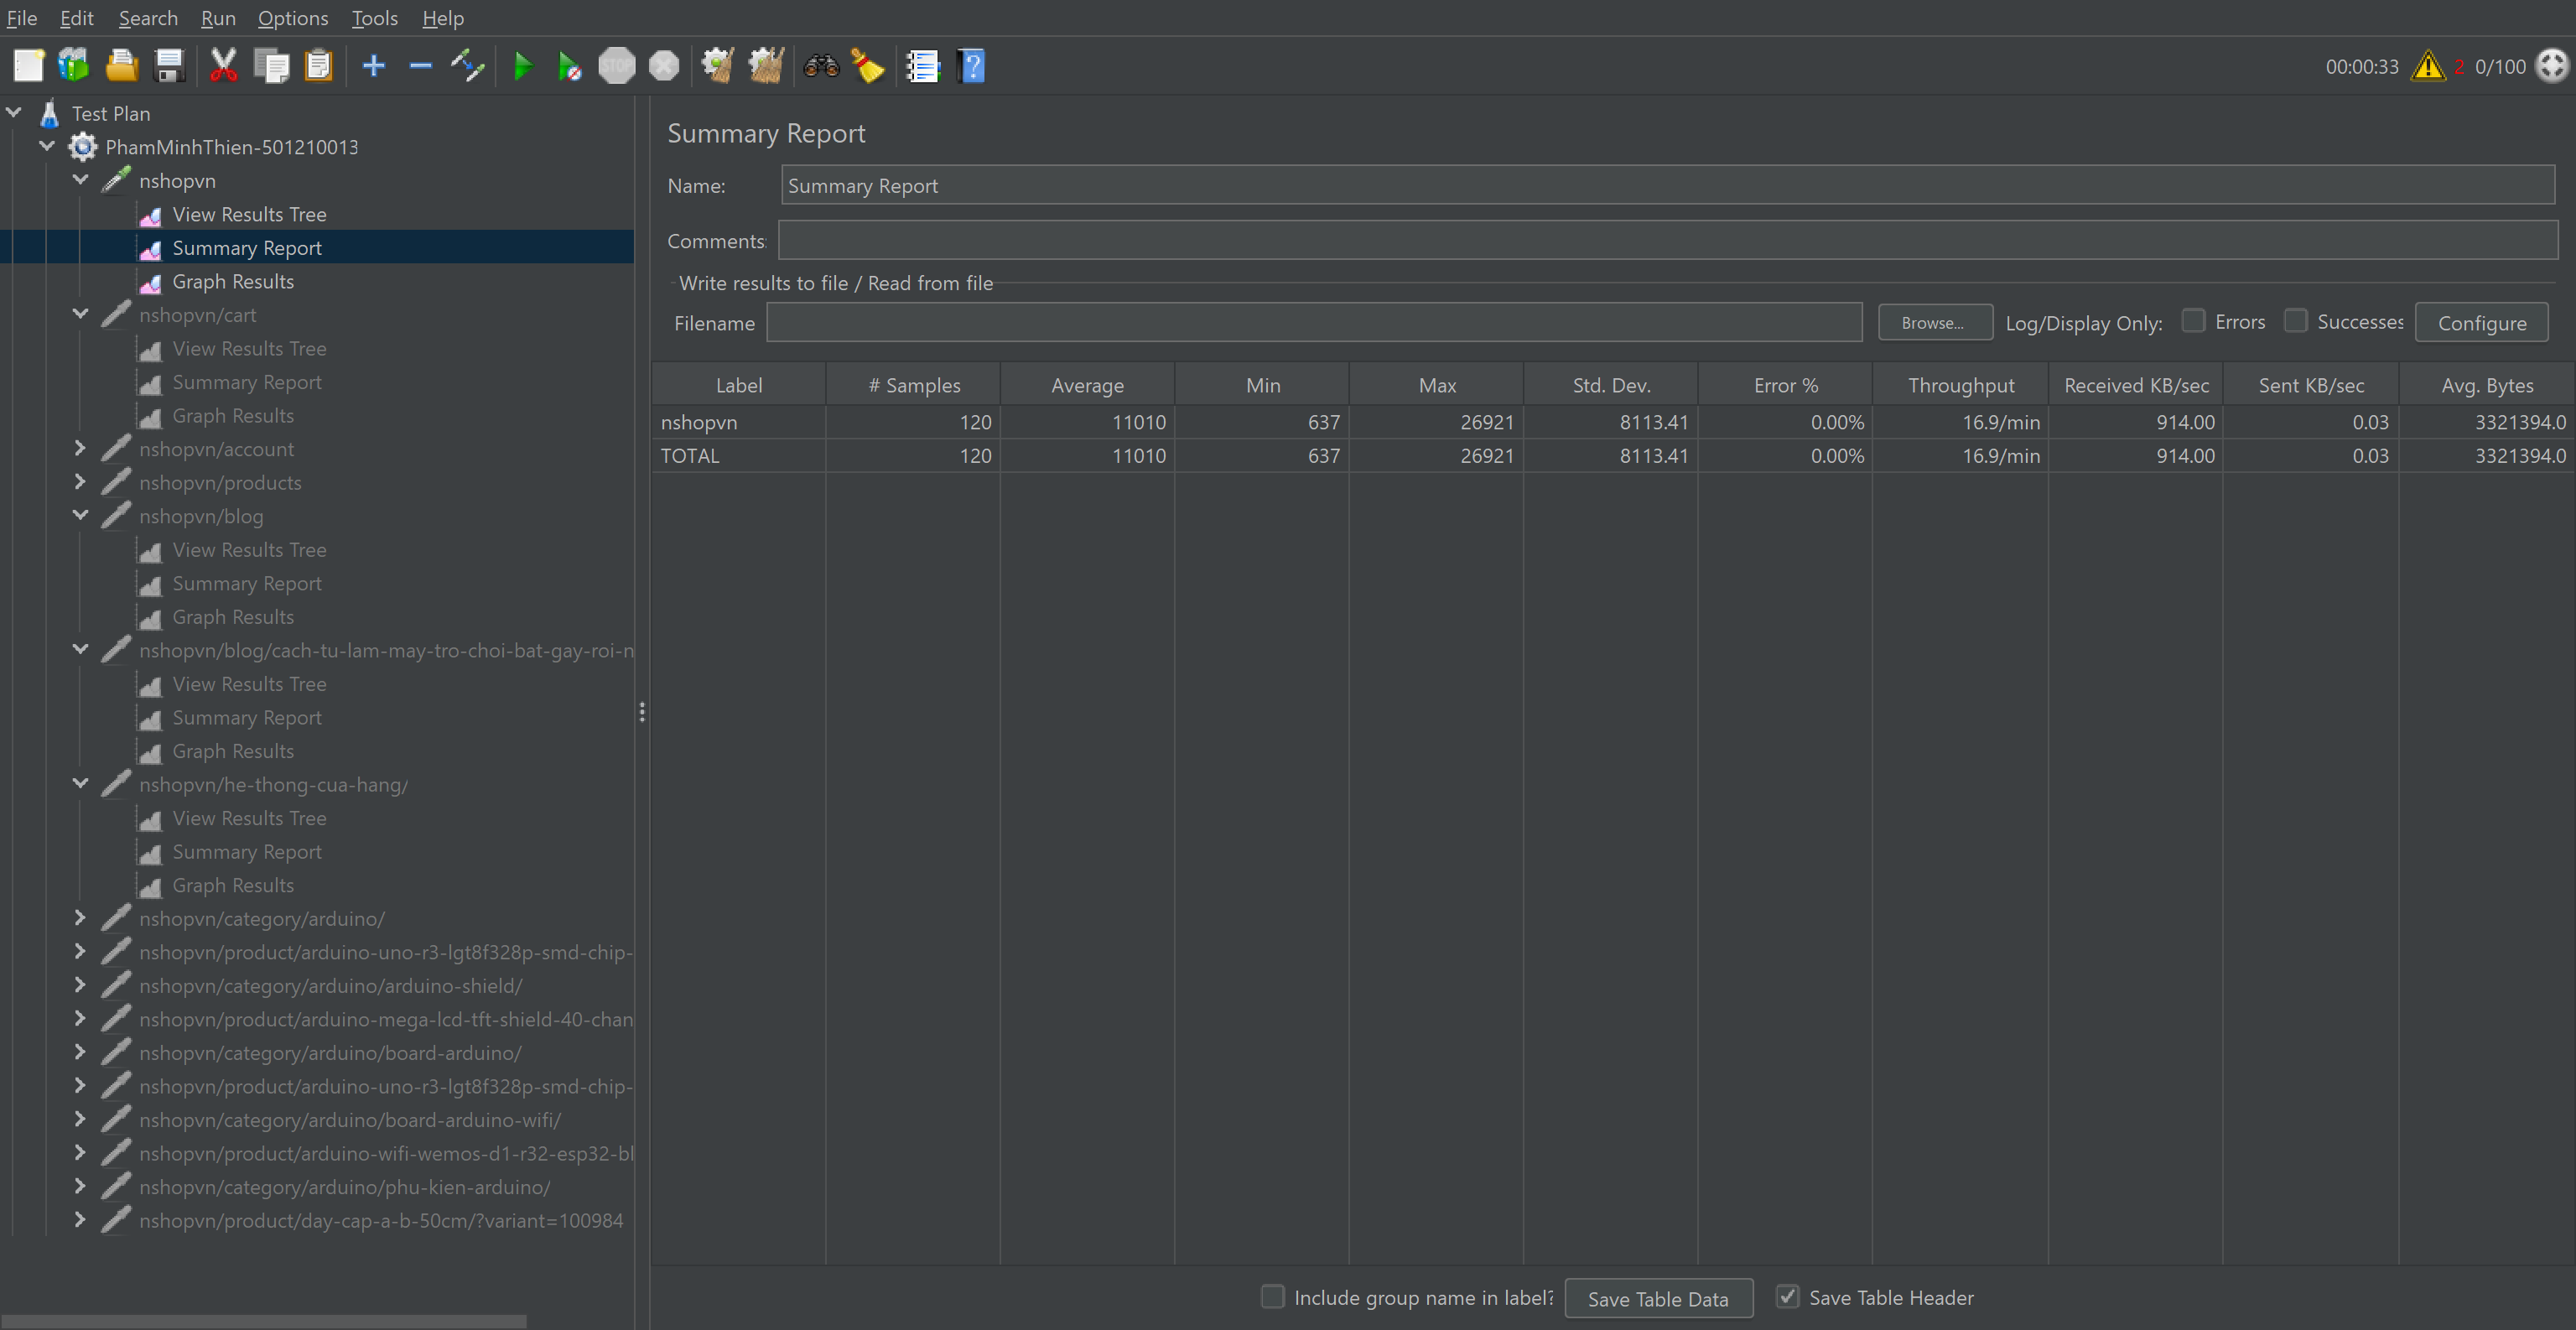 File Edit Search Run Options Tools Help
STOP
00:00:33 2 0/100
Test Plan
PhamMinhThien-501210013
nshopvn
View Results Tree
Summary Report
Graph Results
nshopvn/cart
View Results Tree
Summary Report
Graph Results
nshopvn/account
nshopvn/products
nshopvn/blog
View Results Tree
Summary Report
Graph Results
nshopvn/blog/cach-tu-lam-may-tro-choi-bat-gay-roi-n
View Results Tree
Summary Report
Graph Results
nshopvn/he-thong-cua-hang/
View Results Tree
Summary Report
Graph Results
nshopvn/category/arduino/
nshopvn/product/arduino-uno-r3-lgt8f328p-smd-chip-
nshopvn/category/arduino/arduino-shield/
nshopvn/product/arduino-mega-lcd-tft-shield-40-chan
nshopvn/category/arduino/board-arduino/
nshopvn/product/arduino-uno-r3-lgt8f328p-smd-chip-
nshopvn/category/arduino/board-arduino-wifi/
nshopvn/product/arduino-wifi-wemos-d1-r32-esp32-bl
nshopvn/category/arduino/phu-kien-arduino/
nshopvn/product/day-cap-a-b-50cm/?variant=100984
Summary Report
Name: Summary Report
Comments:
Write results to file / Read from file
Filename Browse... Log/Display Only: Errors Successes Configure
Label # Samples Average Min Max Std. Dev. Error % Throughput Received KB/sec Sent KB/sec Avg. Bytes
nshopvn 120 11010 637 26921 8113.41 0.00% 16.9/min 914.00 0.03 3321394.0
TOTAL 120 11010 637 26921 8113.41 0.00% 16.9/min 914.00 0.03 3321394.0
Include group name in label? Save Table Data Save Table Header